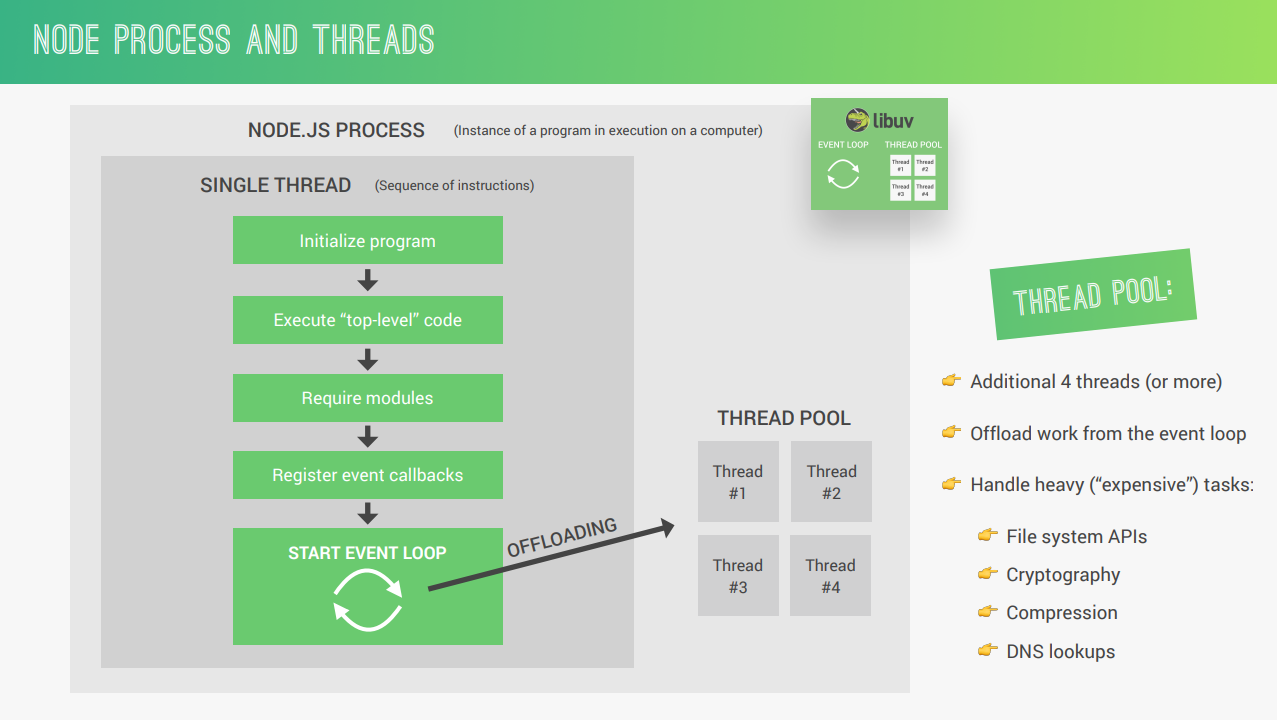 NODE PROCESS AND THREADS
NODE.JS PROCESS (Instance of a program in execution on a computer)
libuv
EVENT LOOP THREAD POOL
Thread #1
Thread #2
Thread #3
Thread #4
SINGLE THREAD (Sequence of instructions)
Initialize program
Execute “top-level” code
Require modules
Register event callbacks
START EVENT LOOP
OFFLOADING
THREAD POOL
Thread
#1
Thread
#2
Thread
#3
Thread
#4
THREAD POOL:
👉 Additional 4 threads (or more)
👉 Offload work from the event loop
👉 Handle heavy (“expensive”) tasks:
👉 File system APIs
👉 Cryptography
👉 Compression
👉 DNS lookups